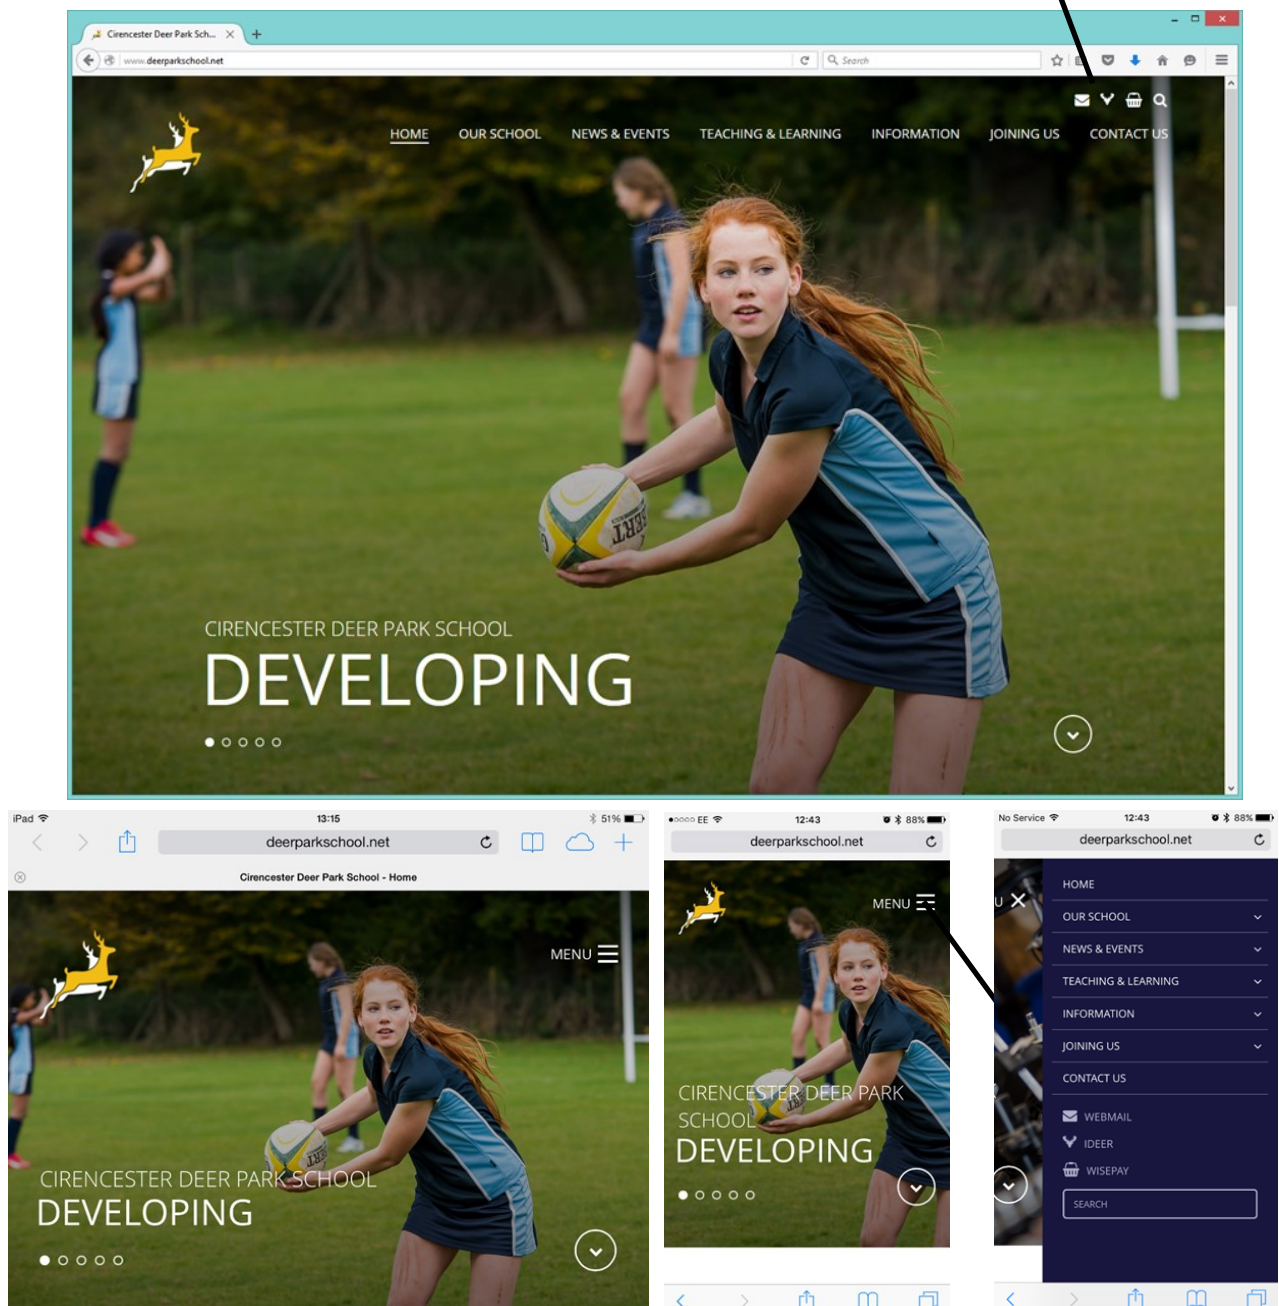 Cirencester Deer Park Sch...
www.deerparkschool.net
Search
HOME OUR SCHOOL NEWS & EVENTS TEACHING & LEARNING INFORMATION JOINING US CONTACT US
CIRENCESTER DEER PARK SCHOOL
DEVELOPING
iPad 13:15 51%
deerparkschool.net
Cirencester Deer Park School - Home
MENU
CIRENCESTER DEER PARK SCHOOL
DEVELOPING
EE 12:43 88%
deerparkschool.net
MENU
CIRENCESTER DEER PARK
SCHOOL
DEVELOPING
No Service 12:43 88%
deerparkschool.net
U
HOME
OUR SCHOOL
NEWS & EVENTS
TEACHING & LEARNING
INFORMATION
JOINING US
CONTACT US
WEBMAIL
IDEER
WISEPAY
SEARCH